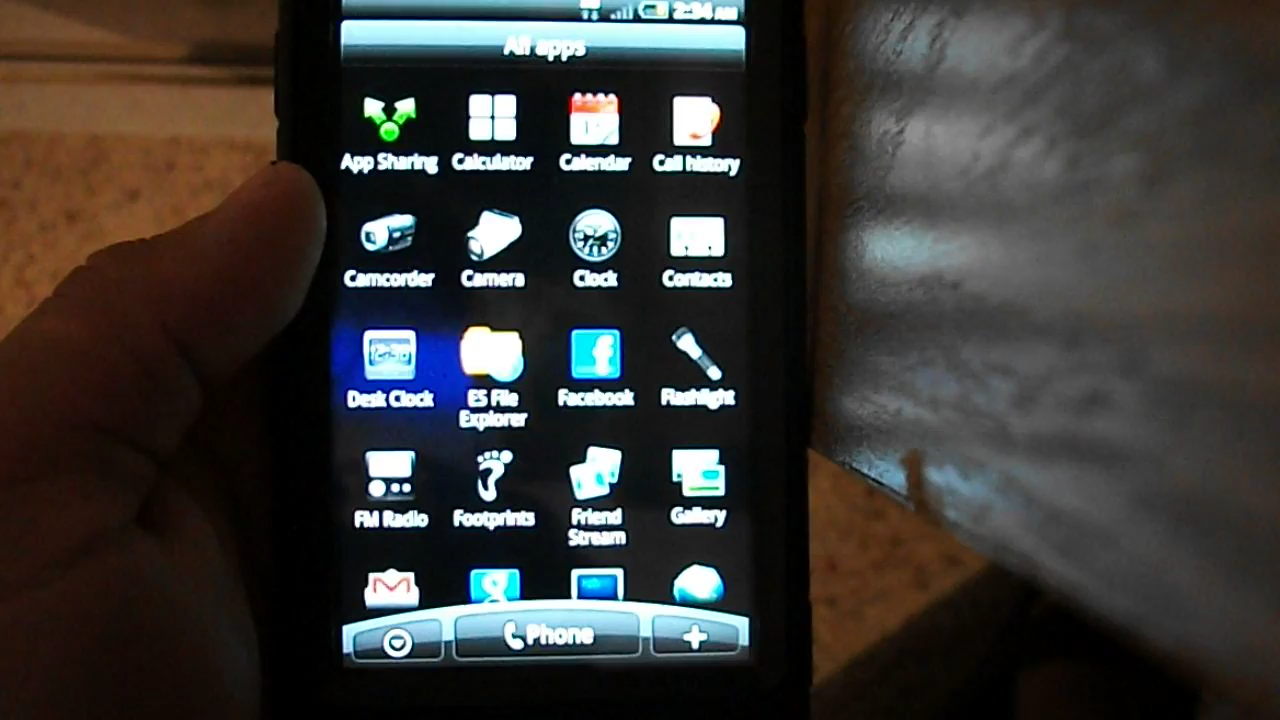 2:34 AM
All apps
App Sharing Calculator Calendar Call history
Camcorder Camera Clock Contacts
Desk Clock ES File Explorer Facebook Flashlight
FM Radio Footprints Friend Stream Gallery
Phone